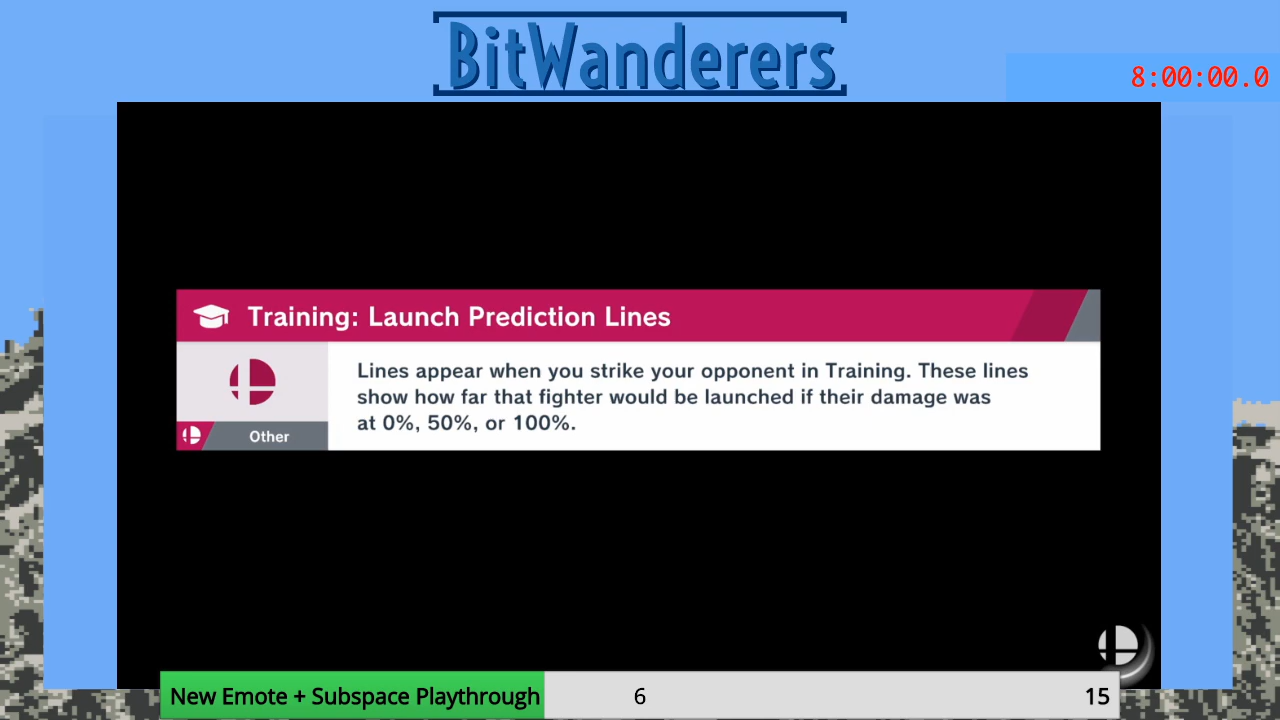 BitWanderers
8:00:00.0
Training: Launch Prediction Lines
Lines appear when you strike your opponent in Training. These lines
show how far that fighter would be launched if their damage was
at 0%, 50%, or 100%.
Other
New Emote + Subspace Playthrough
6
15